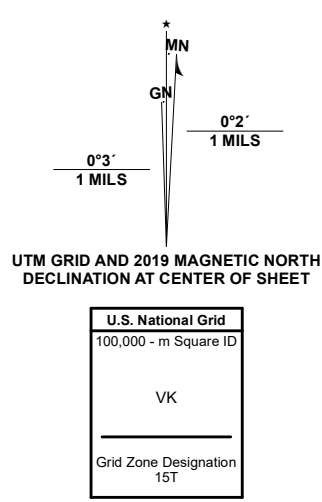 ★
MN
GN
0°2´
1 MILS
0°3´
1 MILS
UTM GRID AND 2019 MAGNETIC NORTH
DECLINATION AT CENTER OF SHEET
U.S. National Grid
100,000 - m Square ID
VK
Grid Zone Designation
15T